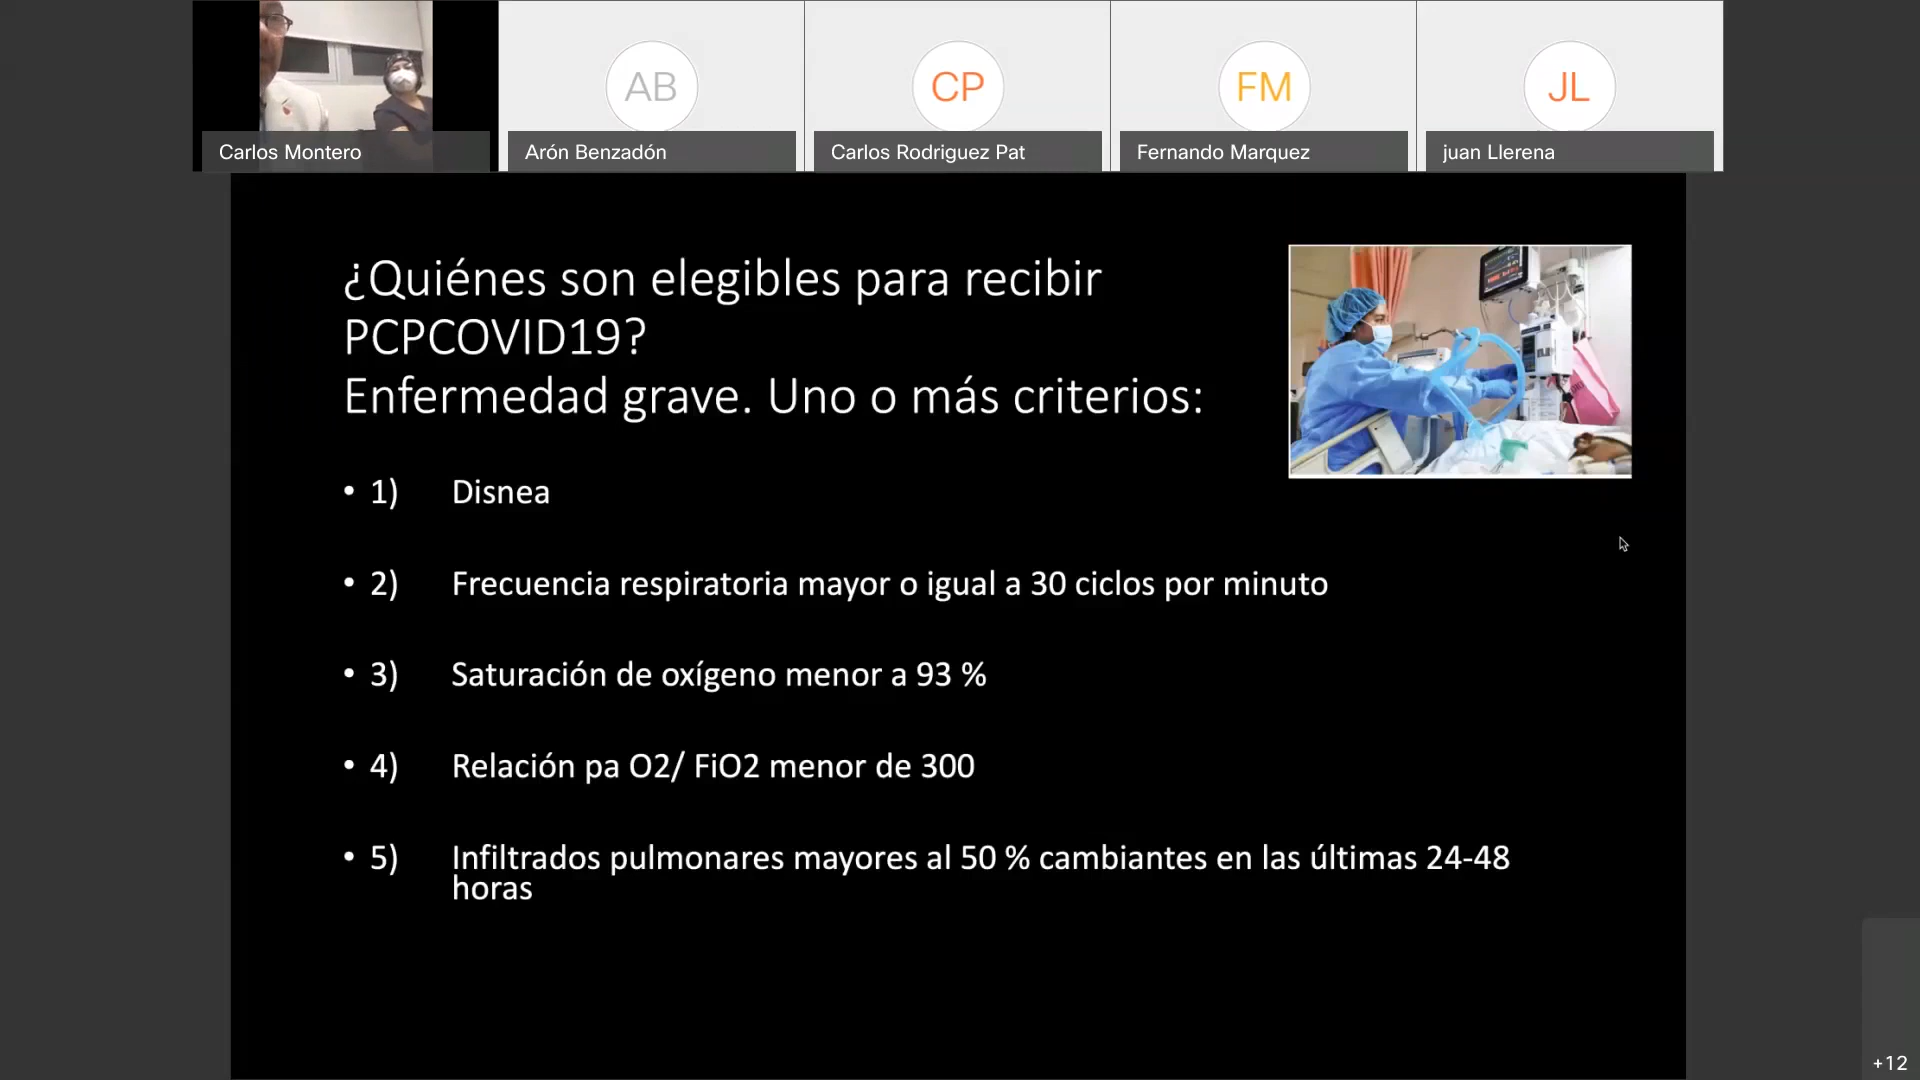 AB
CP
FM
JL
Carlos Montero
Arón Benzadón
Carlos Rodriguez Pat
Fernando Marquez
juan Llerena
¿Quiénes son elegibles para recibir
PCPCOVID19?
Enfermedad grave. Uno o más criterios:
• 1) Disnea
• 2) Frecuencia respiratoria mayor o igual a 30 ciclos por minuto
• 3) Saturación de oxígeno menor a 93 %
• 4) Relación pa O2/ FiO2 menor de 300
• 5) Infiltrados pulmonares mayores al 50 % cambiantes en las últimas 24-48
horas
+12